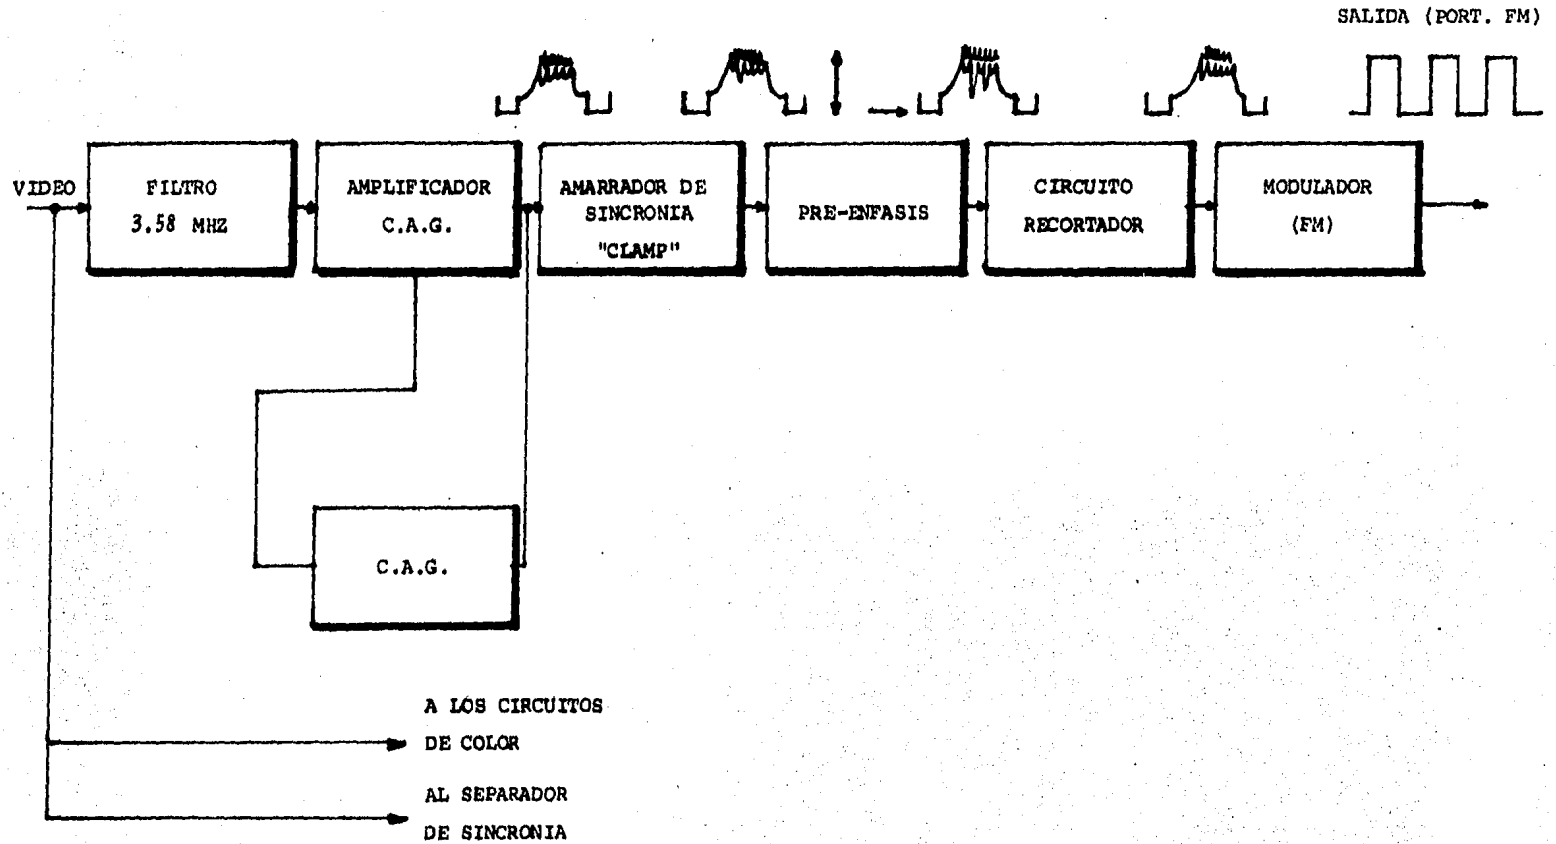 SALIDA (PORT. FM)
VIDEO
FILTRO
3.58 MHZ
AMPLIFICADOR
C.A.G.
AMARRADOR DE
SINCRONIA
"CLAMP"
PRE-ENFASIS
CIRCUITO
RECORTADOR
MODULADOR
(FM)
C.A.G.
A LOS CIRCUITOS
DE COLOR
AL SEPARADOR
DE SINCRONIA